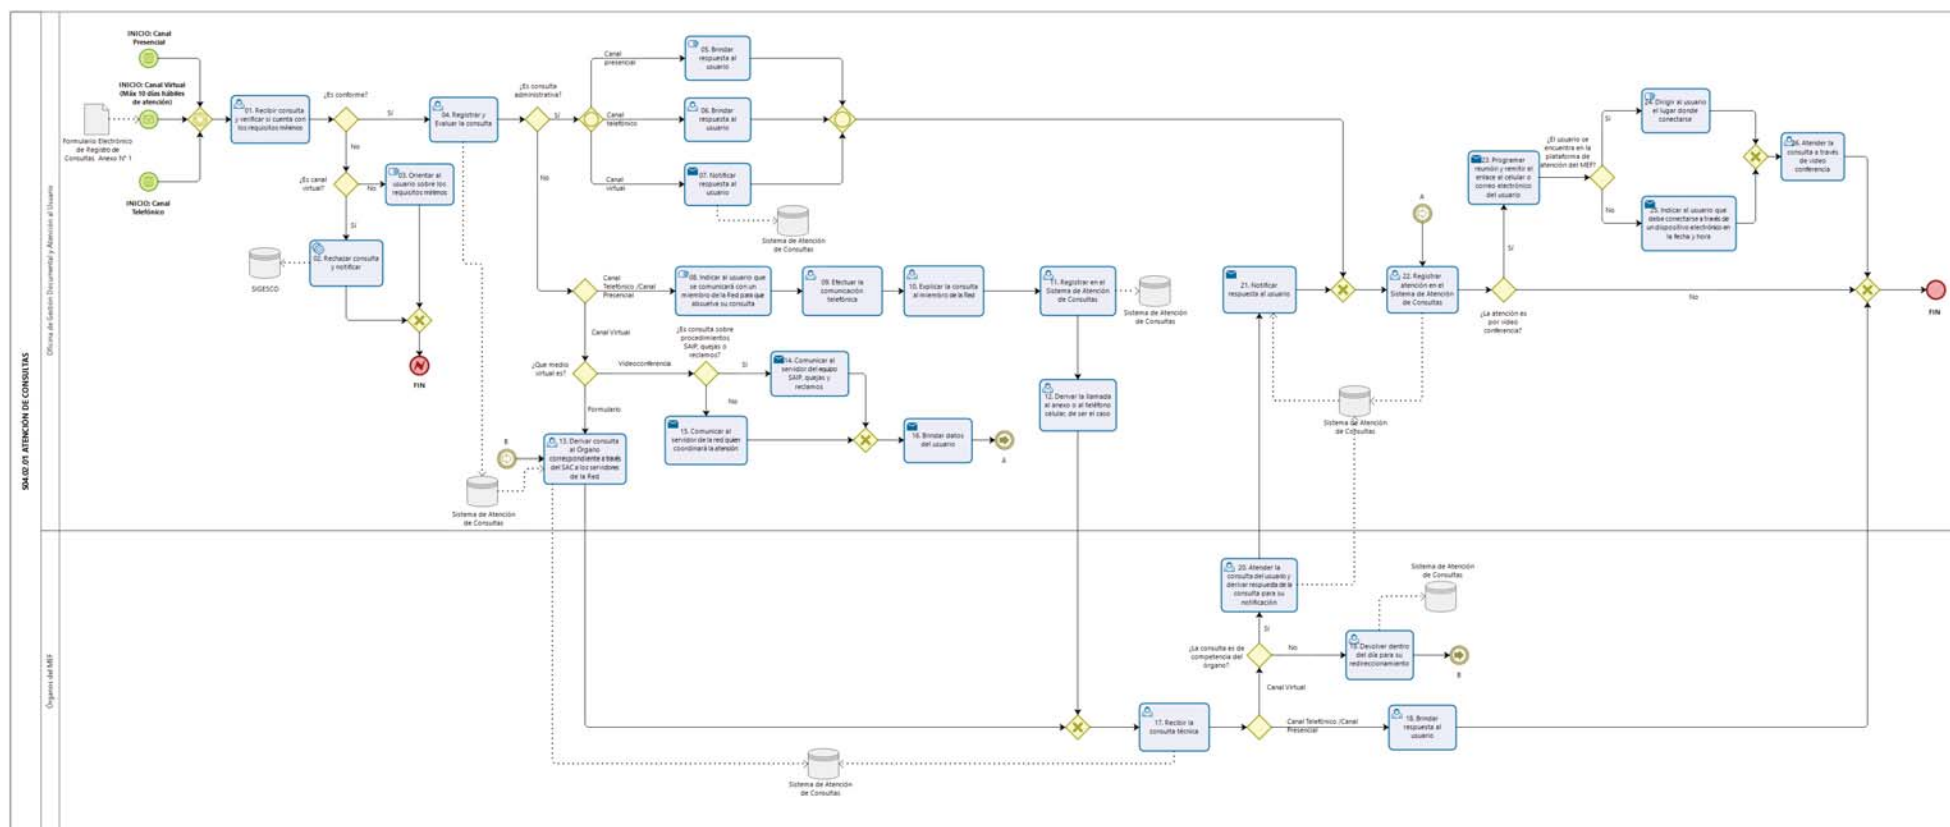 S04.02.01 ATENCIÓN DE CONSULTAS
Oficina de Gestión Documental y Atención al Usuario
INICIO: Canal
Presencial
INICIO: Canal Virtual
(Máx 10 días hábiles
de atención)
Formulario Electrónico
de Registro de
Consultas. Anexo N° 1
INICIO: Canal
Telefónico
01. Recibir consulta
y verificar si cuenta con
los requisitos mínimos
¿Es conforme?
Sí
No
¿Es canal
virtual?
No
03. Orientar al
usuario sobre los
requisitos mínimos
Sí
02. Rechazar consulta
y notificar
SIGESCO
FIN
04. Registrar y
Evaluar la consulta
¿Es consulta
administrativa?
Sí
No
Canal
presencial
05. Brindar
respuesta al
usuario
Canal
telefónico
06. Brindar
respuesta al
usuario
Canal
virtual
07. Notificar
respuesta al
usuario
Sistema de Atención
de Consultas
Canal
Telefónico /Canal
Presencial
08. Indicar al usuario que
se comunicará con un
miembro de la Red para que
absuelva su consulta
09. Efectuar la
comunicación
telefónica
10. Explicar la consulta
al miembro de la Red
11. Registrar en el
Sistema de Atención
de Consultas
Sistema de Atención
de Consultas
Canal Virtual
¿Que medio
virtual es?
Videoconferencia
¿Es consulta sobre
procedimientos
SAIP, quejas o
reclamos?
Sí
14. Comunicar al
servidor del equipo
SAIP, quejas y
reclamos
No
15. Comunicar al
servidor de la red quien
coordinará la atención
16. Brindar datos
del usuario
A
12. Derivar la llamada
al anexo o al teléfono
celular, de ser el caso
Formulario
B
13. Derivar consulta
al Órgano
correspondiente a través
del SAC a los servidores
de la Red
Sistema de Atención
de Consultas
21. Notificar
respuesta al usuario
A
22. Registrar
atención en el
Sistema de Atención
de Consultas
Sistema de Atención
de Consultas
¿La atención es
por video
conferencia?
Sí
No
23. Programar
reunión y remitir el
enlace al celular o
correo electrónico
del usuario
¿El usuario se
encuentra en la
plataforma de
atención del MEF?
Sí
24. Dirigir al usuario
al lugar donde
conectarse
No
25. Indicar al usuario que
debe conectarse a través de
un dispositivo electrónico en
la fecha y hora
26. Atender la
consulta a través
de video
conferencia
FIN
Órganos del MEF
17. Recibir la
consulta técnica
Sistema de Atención
de Consultas
Canal Telefónico /Canal
Presencial
18. Brindar
respuesta al
usuario
Canal Virtual
¿La consulta es de
competencia del
órgano?
No
19. Devolver dentro
del día para su
redireccionamiento
B
Sistema de Atención
de Consultas
Sí
20. Atender la
consulta del usuario y
derivar respuesta de la
consulta para su
notificación